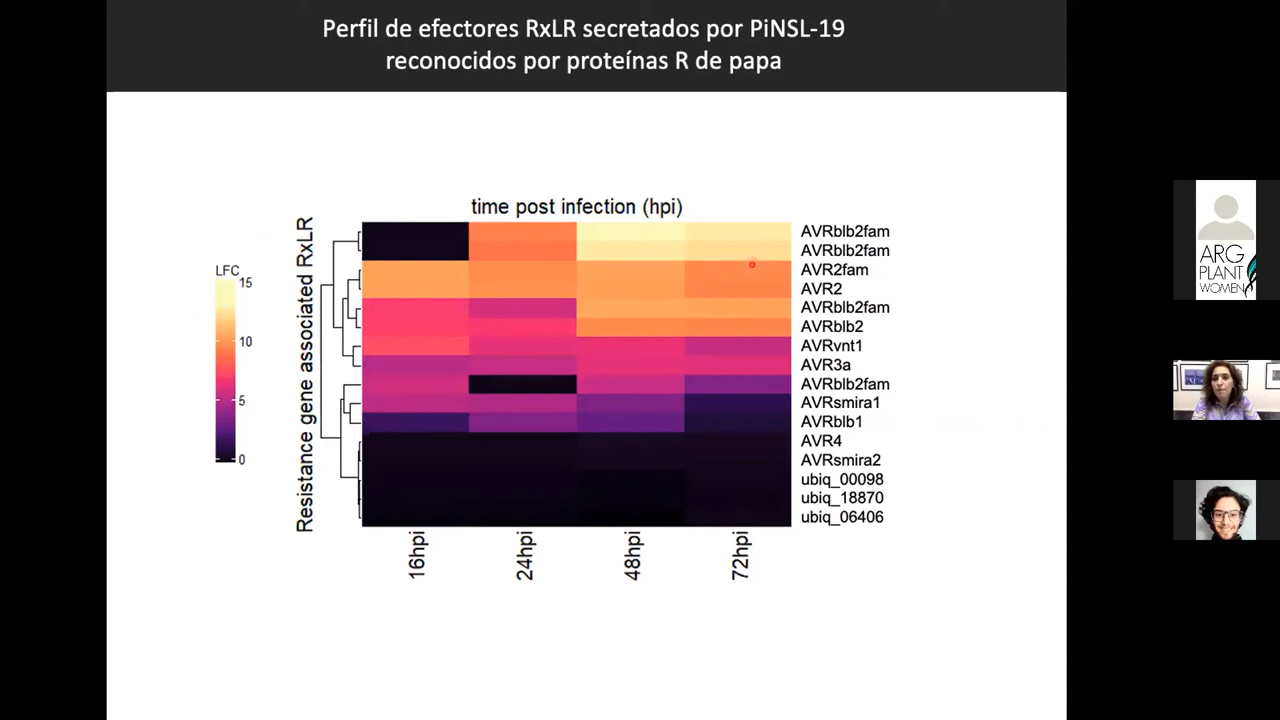 Perfil de efectores RxLR secretados por PiNSL-19
reconocidos por proteínas R de papa
time post infection (hpi)
Resistance gene associated RxLR
LFC
15
10
5
0
AVRblb2fam
AVRblb2fam
AVR2fam
AVR2
AVRblb2fam
AVRblb2
AVRvnt1
AVR3a
AVRblb2fam
AVRsmira1
AVRblb1
AVR4
AVRsmira2
ubiq_00098
ubiq_18870
ubiq_06406
16hpi
24hpi
48hpi
72hpi
ARG
PLANT
WOMEN